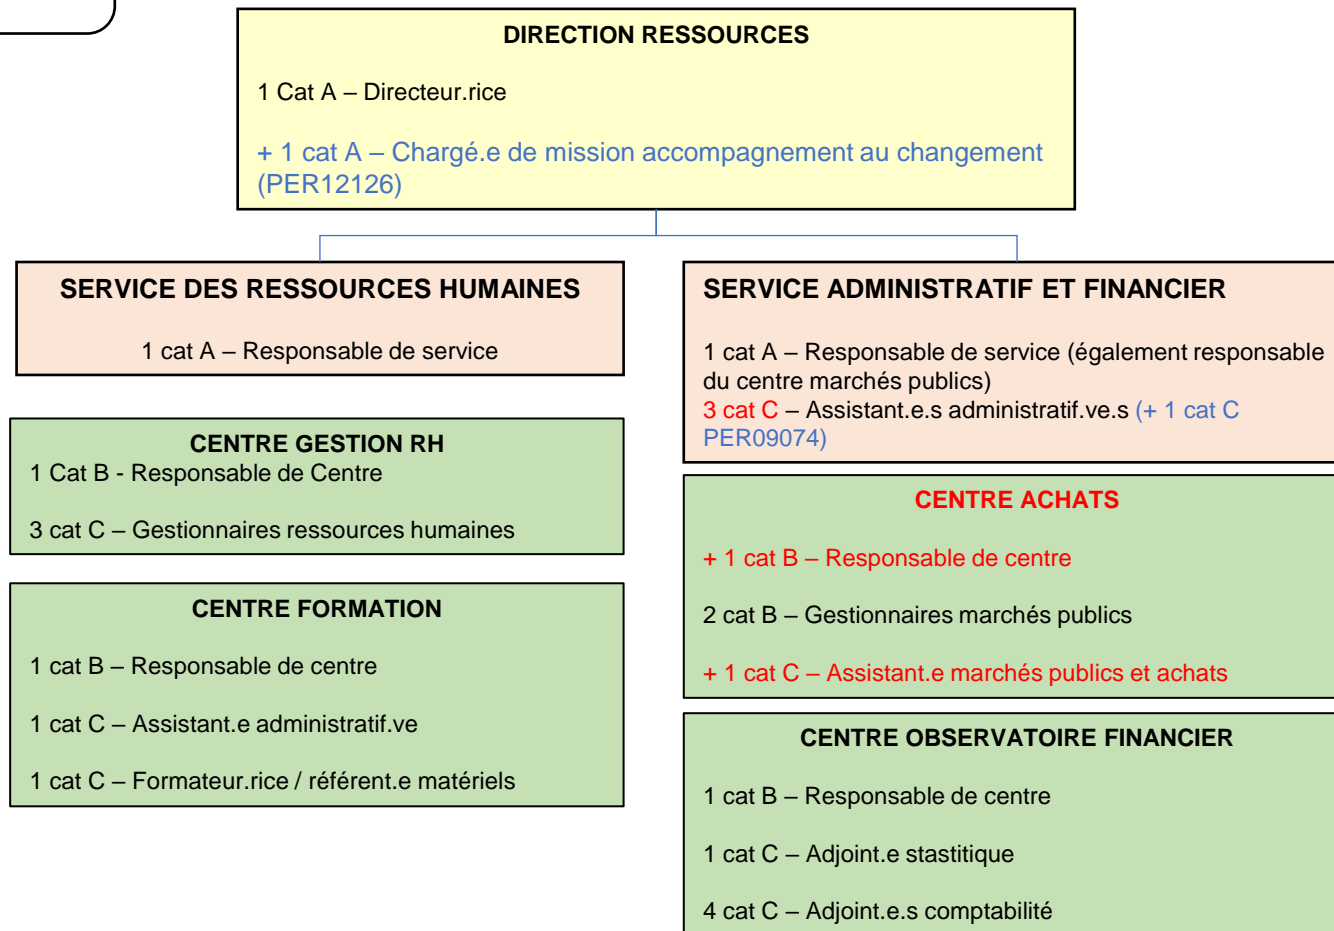 DIRECTION RESSOURCES
1 Cat A – Directeur.rice
+ 1 cat A – Chargé.e de mission accompagnement au changement
(PER12126)
SERVICE DES RESSOURCES HUMAINES
1 cat A – Responsable de service
CENTRE GESTION RH
1 Cat B - Responsable de Centre
3 cat C – Gestionnaires ressources humaines
CENTRE FORMATION
1 cat B – Responsable de centre
1 cat C – Assistant.e administratif.ve
1 cat C – Formateur.rice / référent.e matériels
SERVICE ADMINISTRATIF ET FINANCIER
1 cat A – Responsable de service (également responsable
du centre marchés publics)
3 cat C – Assistant.e.s administratif.ve.s (+ 1 cat C
PER09074)
CENTRE ACHATS
+ 1 cat B – Responsable de centre
2 cat B – Gestionnaires marchés publics
+ 1 cat C – Assistant.e marchés publics et achats
CENTRE OBSERVATOIRE FINANCIER
1 cat B – Responsable de centre
1 cat C – Adjoint.e stastitique
4 cat C – Adjoint.e.s comptabilité